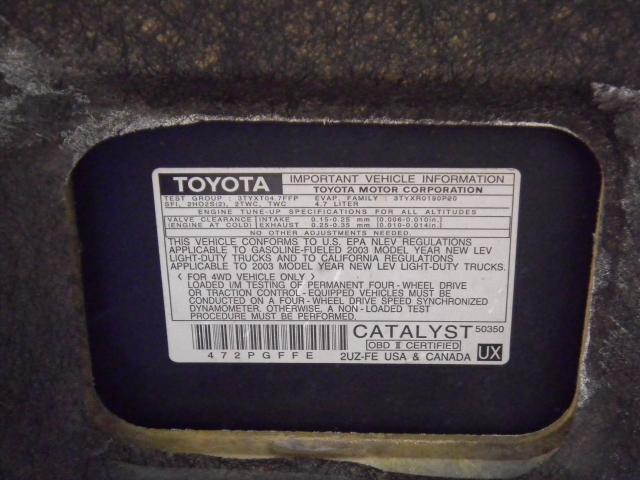 TOYOTA IMPORTANT VEHICLE INFORMATION
TOYOTA MOTOR CORPORATION
TEST GROUP : 3TYXT04.7FFP EVAP. FAMILY : 3TYXR0190P20
SFI, 2HO2S(2), 2TWC, TWC 4.7 LITER
ENGINE TUNE-UP SPECIFICATIONS FOR ALL ALTITUDES
VALVE CLEARANCE INTAKE 0.15-0.25 mm (0.006-0.010in.)
(ENGINE AT COLD) EXHAUST 0.25-0.35 mm (0.010-0.014in.)
THIS VEHICLE CONFORMS TO U.S. EPA NLEV REGULATIONS
APPLICABLE TO GASOLINE-FUELED 2003 MODEL YEAR NEW LEV
LIGHT-DUTY TRUCKS AND TO CALIFORNIA REGULATIONS
APPLICABLE TO 2003 MODEL YEAR NEW LEV LIGHT-DUTY TRUCKS.
( FOR 4WD VEHICLE ONLY )
LOADED I/M TESTING OF PERMANENT FOUR - WHEEL DRIVE
OR TRACTION CONTROL - EQUIPPED VEHICLES MUST BE
CONDUCTED ON A FOUR - WHEEL DRIVE SPEED SYNCHRONIZED
DYNAMOMETER. OTHERWISE, A NON - LOADED TEST
PROCEDURE MUST BE PERFORMED.
CATALYST 50350
OBD II CERTIFIED
472PGFFE 2UZ-FE USA & CANADA UX